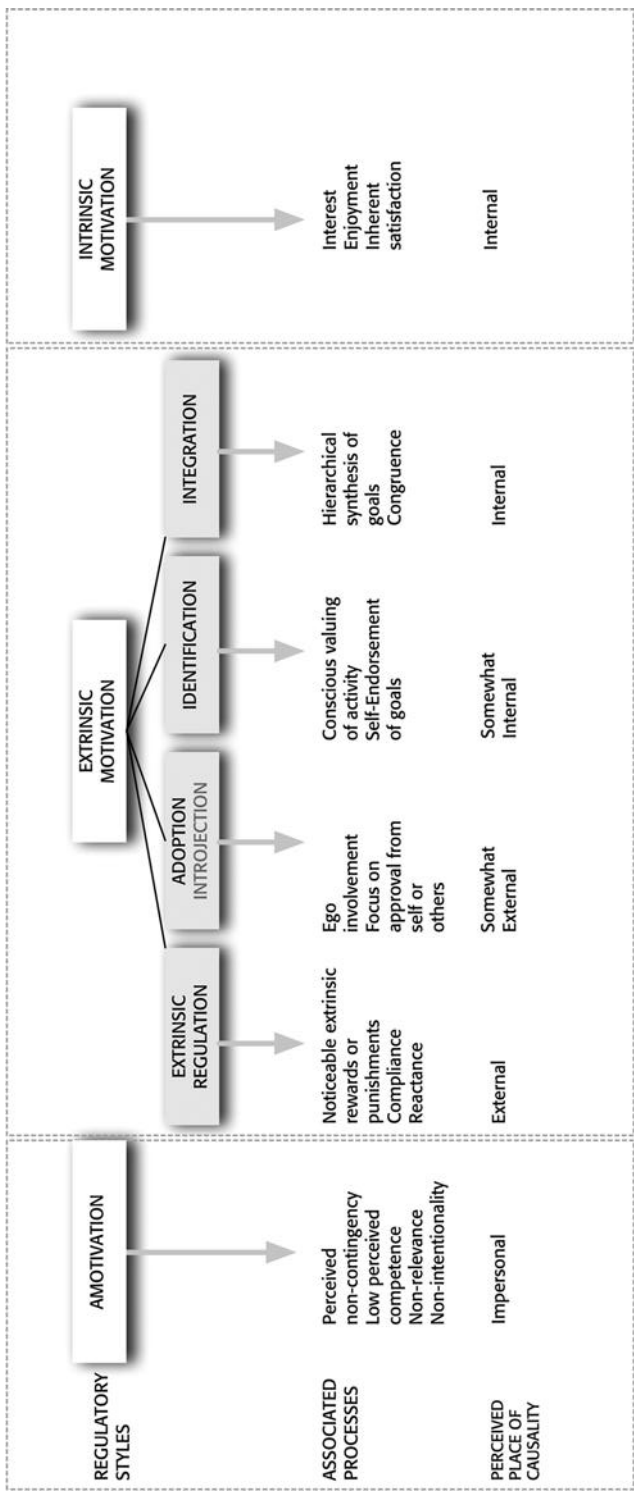 REGULATORY
STYLES
AMOTIVATION
EXTRINSIC
MOTIVATION
INTRINSIC
MOTIVATION
EXTRINSIC
REGULATION
ADOPTION
INTROJECTION
IDENTIFICATION
INTEGRATION
ASSOCIATED
PROCESSES
Perceived
non-contingency
Low perceived
competence
Non-relevance
Non-intentionality
Noticeable extrinsic
rewards or
punishments
Compliance
Reactance
Ego
involvement
Focus on
approval from
self or
others
Conscious valuing
of activity
Self-Endorsement
of goals
Hierarchical
synthesis of
goals
Congruence
Interest
Enjoyment
Inherent
satisfaction
PERCEIVED
PLACE OF
CAUSALITY
Impersonal
External
Somewhat
External
Somewhat
Internal
Internal
Internal